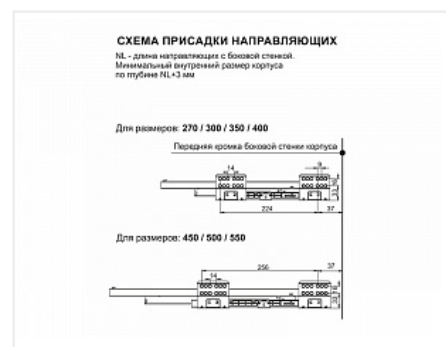 СХЕМА ПРИСАДКИ НАПРАВЛЯЮЩИХ
NL - длина направляющих с боковой стенкой.
Минимальный внутренний размер корпуса
по глубине NL+3 мм
Для размеров: 270 / 300 / 350 / 400
Передняя кромка боковой стенки корпуса
14
9
224
37
Для размеров: 450 / 500 / 550
256
37
14